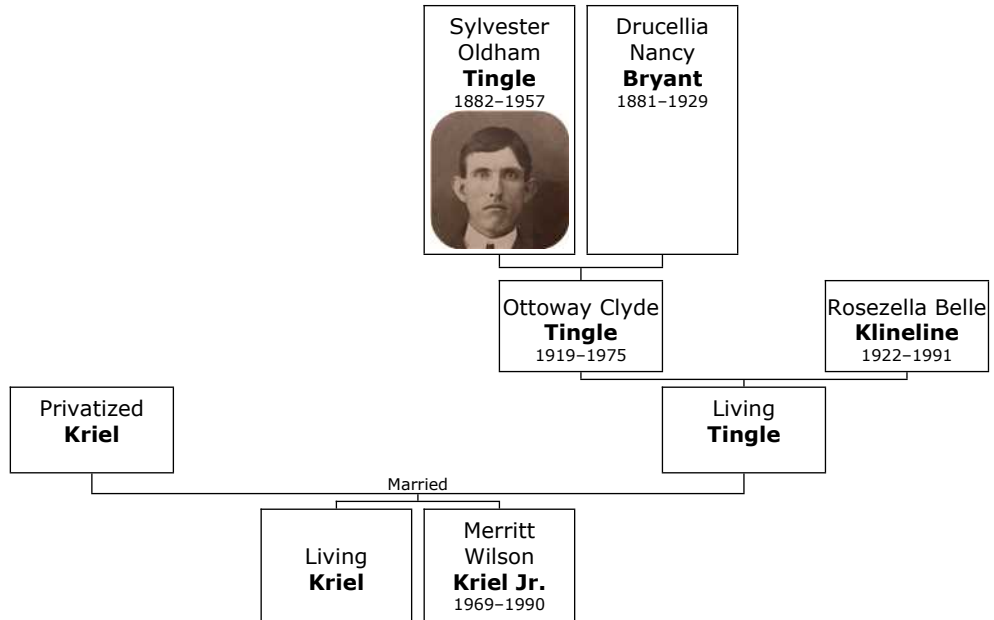 Sylvester
Oldham
Tingle
1882–1957
Drucellia
Nancy
Bryant
1881–1929
Ottoway Clyde
Tingle
1919–1975
Rosezella Belle
Klineline
1922–1991
Privatized
Kriel
Living
Tingle
Married
Living
Kriel
Merritt
Wilson
Kriel Jr.
1969–1990